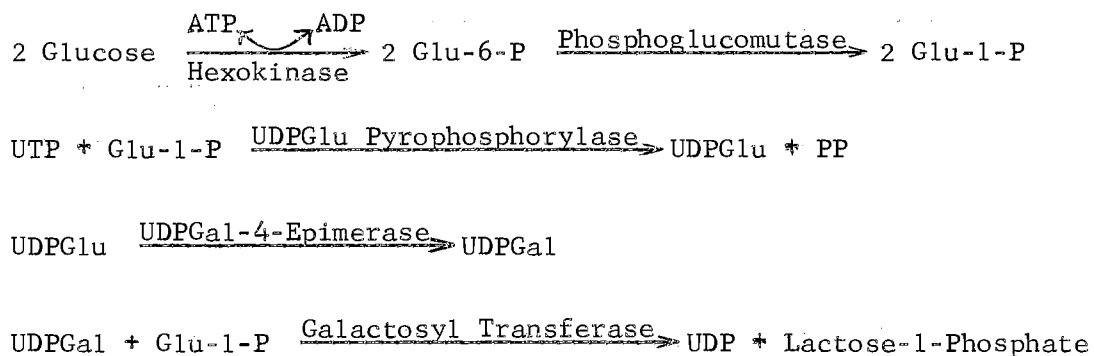 ATP ADP
2 Glucose Hexokinase 2 Glu-6-P Phosphoglucomutase 2 Glu-1-P
UTP + Glu-1-P UDPGlu Pyrophosphorylase UDPGlu + PP
UDPGlu UDPGal-4-Epimerase UDPGal
UDPGal + Glu-1-P Galactosyl Transferase UDP + Lactose-1-Phosphate